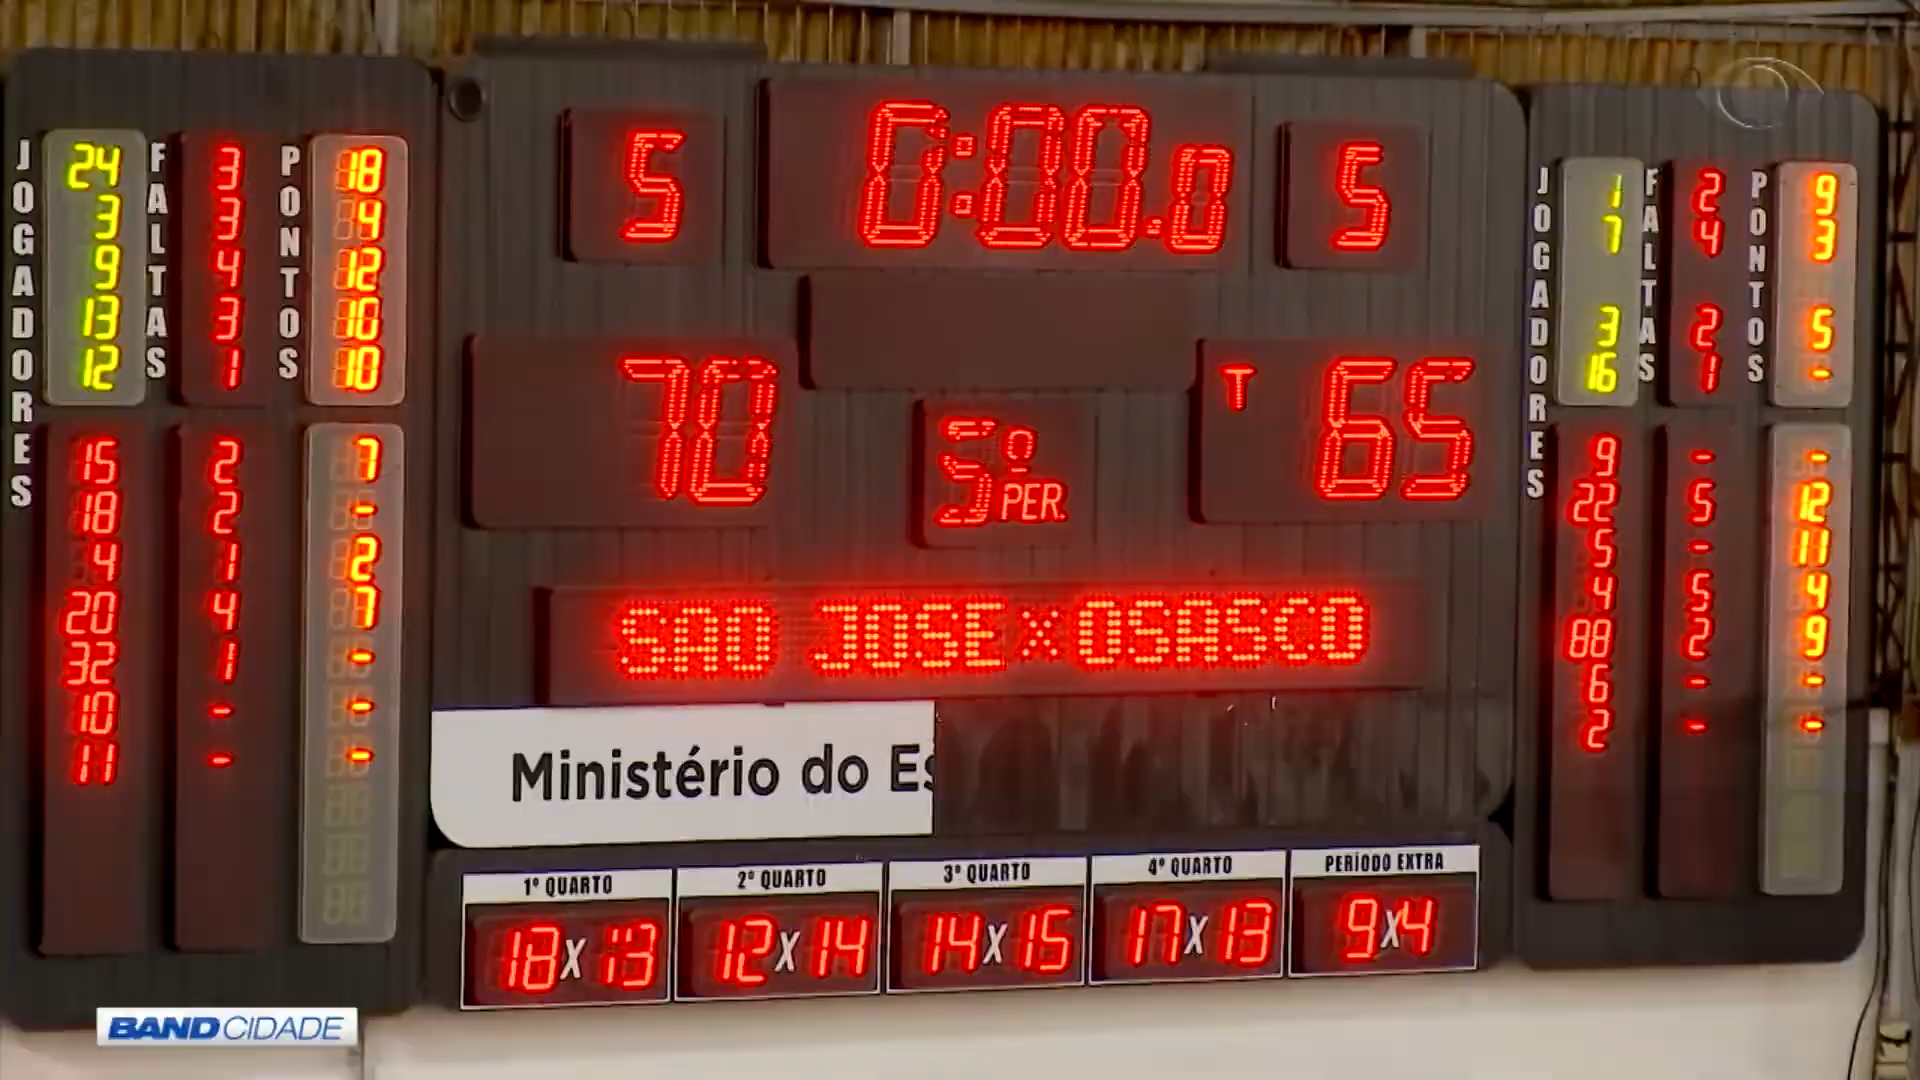 JOGADORES FALTAS PONTOS
24 3 18
3 3 4
9 4 12
13 3 10
12 1 10
15 2 7
18 2 -
4 1 2
20 4 7
32 1 -
10 - -
11 - -
5 0:00.0 5
70 T 65
5º PER.
SAO JOSE x OSASCO
Ministério do Es
1º QUARTO 2º QUARTO 3º QUARTO 4º QUARTO PERÍODO EXTRA
18 X 13 12 X 14 14 X 15 17 X 13 9 X 4
JOGADORES FALTAS PONTOS
1 2 9
7 4 3
3 2 5
16 1 -
9 - -
22 5 12
5 - 11
4 5 4
88 2 9
6 - -
2 - -
BAND CIDADE